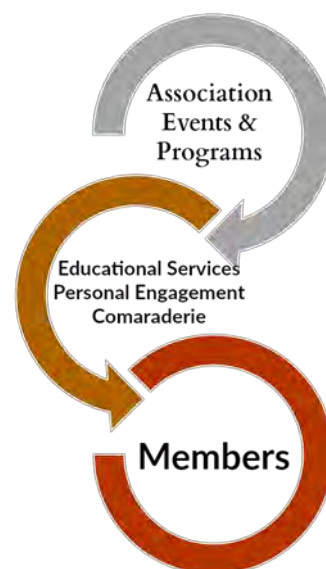 Association
Events &
Programs
Educational Services
Personal Engagement
Comaraderie
Members